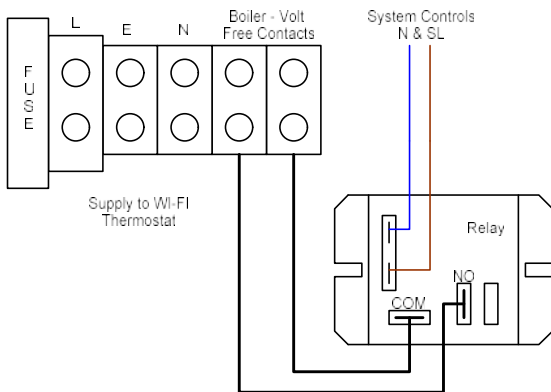 L E N
Boiler - Volt
Free Contacts
System Controls
N & SL
F
U
S
E
Supply to WI-FI
Thermostat
Relay
NO
COM